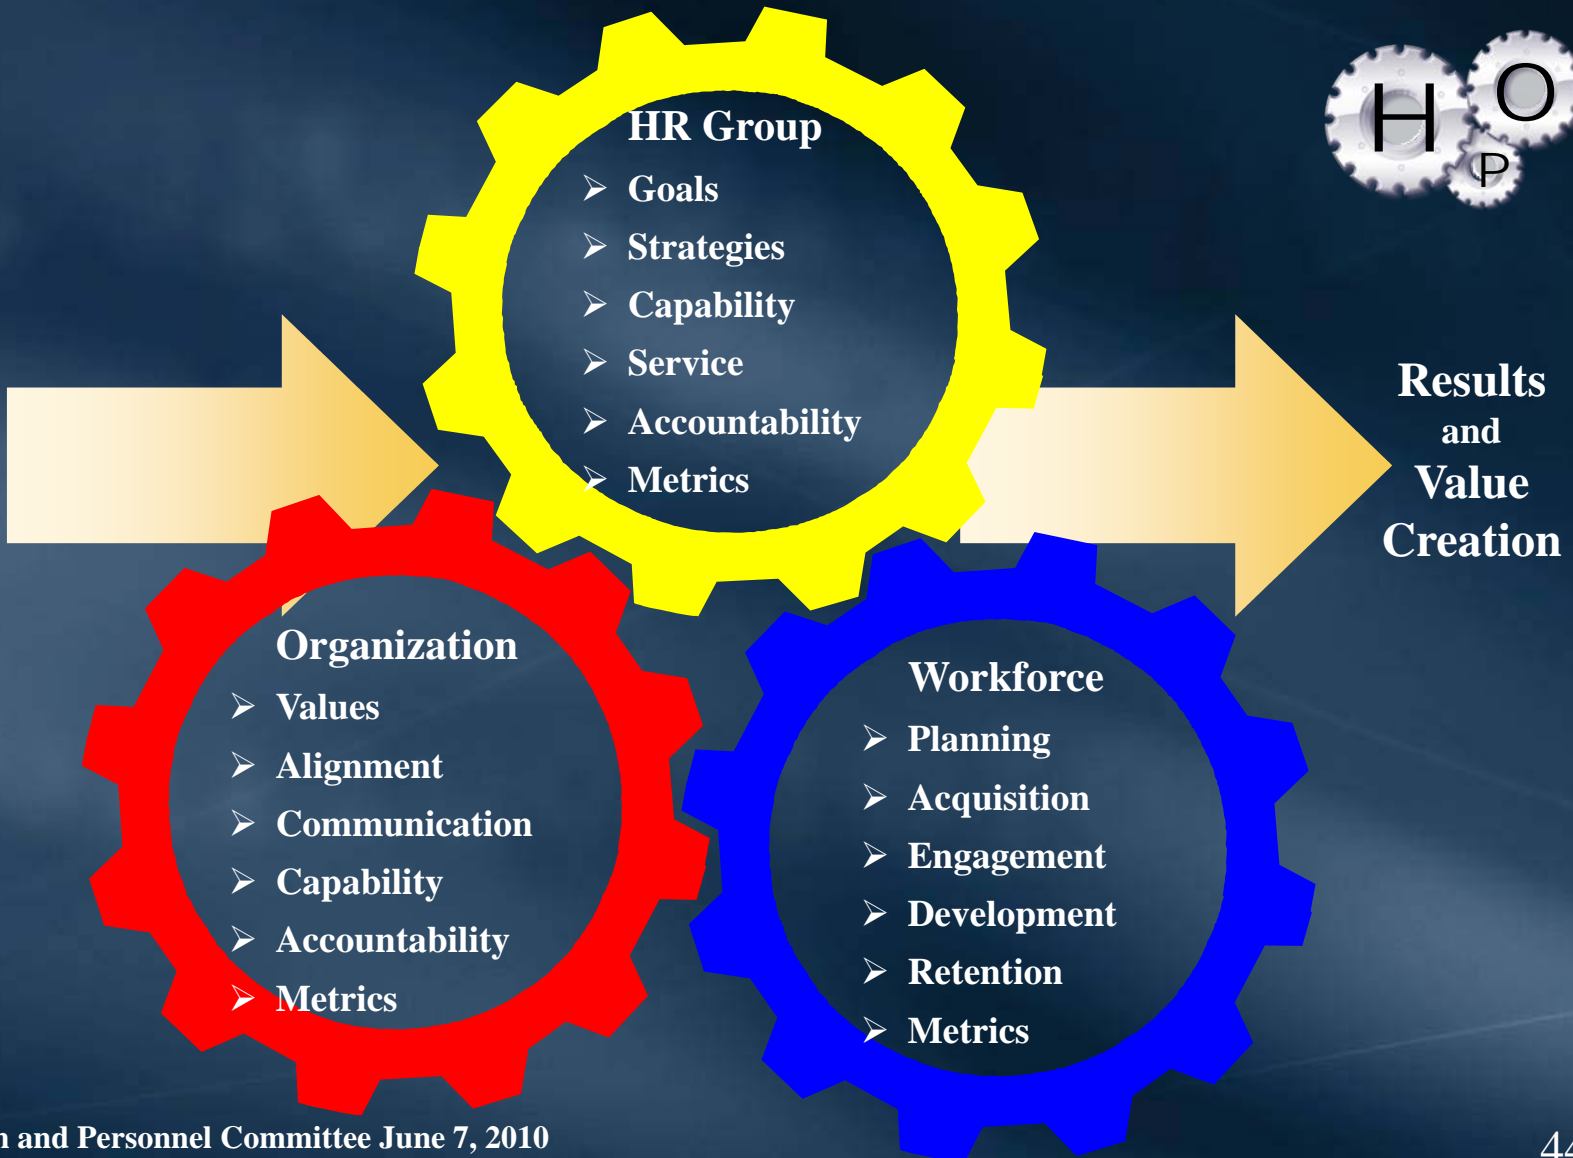 HR Group
Goals
Strategies
Capability
Service
Accountability
Metrics
H O
P
Results
and
Value
Creation
Organization
Values
Alignment
Communication
Capability
Accountability
Metrics
Workforce
Planning
Acquisition
Engagement
Development
Retention
Metrics
and Personnel Committee June 7, 2010
44